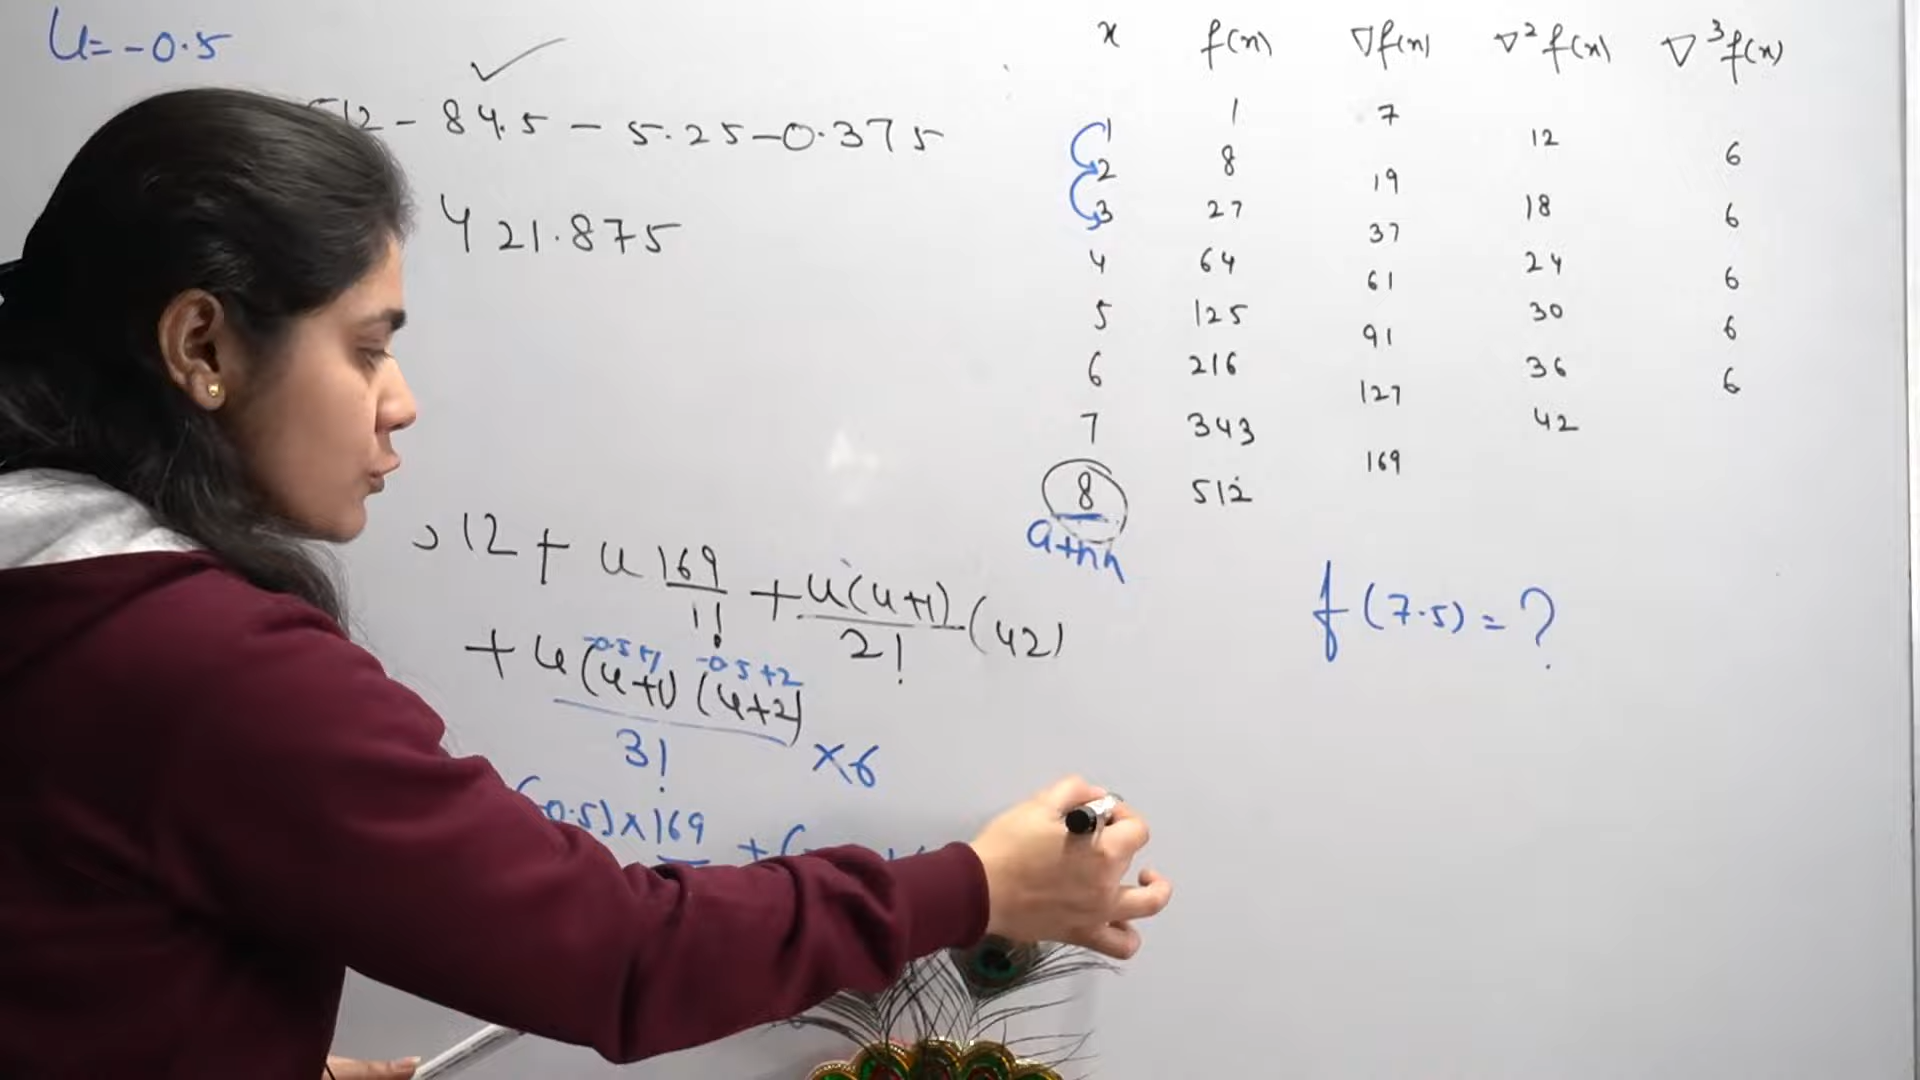 U = -0.5
512 - 84.5 - 5.25 - 0.375
421.875
12 + u 169/1! + u(u+1)/2! (42)
-0.5+1 -0.5+2
+ u(u+1)(u+2)/3! × 6
(-0.5) × 169 + (
x f(x) ∇f(x) ∇²f(x) ∇³f(x)
1 1 7
12
2 8 6
19
3 27 18 6
37
4 64 24 6
61
5 125 30 6
91
6 216 36 6
127
7 343 42
169
8 512
a+nh
f(7.5) = ?